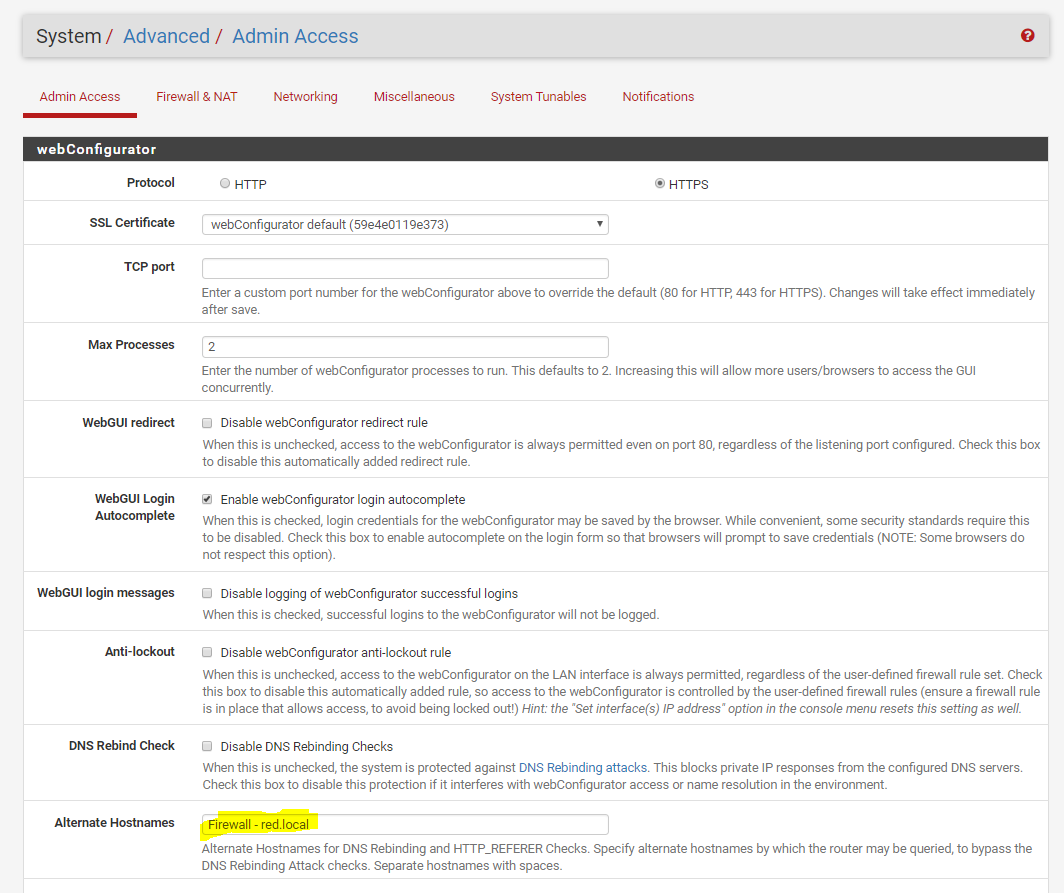 System / Advanced / Admin Access
Admin Access Firewall & NAT Networking Miscellaneous System Tunables Notifications
webConfigurator
Protocol HTTP HTTPS
SSL Certificate webConfigurator default (59e4e0119e373)
TCP port
Enter a custom port number for the webConfigurator above to override the default (80 for HTTP, 443 for HTTPS). Changes will take effect immediately
after save.
Max Processes 2
Enter the number of webConfigurator processes to run. This defaults to 2. Increasing this will allow more users/browsers to access the GUI
concurrently.
WebGUI redirect Disable webConfigurator redirect rule
When this is unchecked, access to the webConfigurator is always permitted even on port 80, regardless of the listening port configured. Check this box
to disable this automatically added redirect rule.
WebGUI Login
Autocomplete
Enable webConfigurator login autocomplete
When this is checked, login credentials for the webConfigurator may be saved by the browser. While convenient, some security standards require this
to be disabled. Check this box to enable autocomplete on the login form so that browsers will prompt to save credentials (NOTE: Some browsers do
not respect this option).
WebGUI login messages Disable logging of webConfigurator successful logins
When this is checked, successful logins to the webConfigurator will not be logged.
Anti-lockout Disable webConfigurator anti-lockout rule
When this is unchecked, access to the webConfigurator on the LAN interface is always permitted, regardless of the user-defined firewall rule set. Check
this box to disable this automatically added rule, so access to the webConfigurator is controlled by the user-defined firewall rules (ensure a firewall rule
is in place that allows access, to avoid being locked out!) Hint: the "Set interface(s) IP address" option in the console menu resets this setting as well.
DNS Rebind Check Disable DNS Rebinding Checks
When this is unchecked, the system is protected against DNS Rebinding attacks. This blocks private IP responses from the configured DNS servers.
Check this box to disable this protection if it interferes with webConfigurator access or name resolution in the environment.
Alternate Hostnames Firewall - red.local
Alternate Hostnames for DNS Rebinding and HTTP_REFERER Checks. Specify alternate hostnames by which the router may be queried, to bypass the
DNS Rebinding Attack checks. Separate hostnames with spaces.